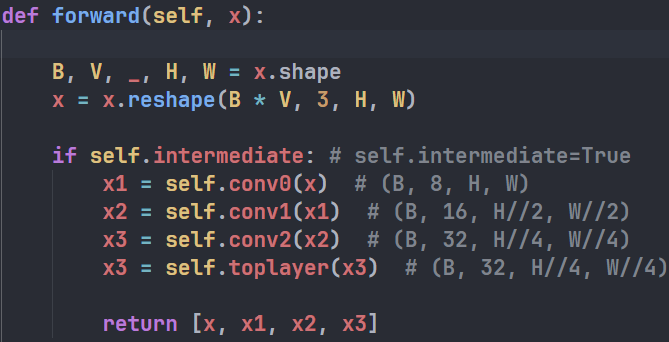 def forward(self, x):
B, V, _, H, W = x.shape
x = x.reshape(B * V, 3, H, W)
if self.intermediate: # self.intermediate=True
x1 = self.conv0(x)  # (B, 8, H, W)
x2 = self.conv1(x1)  # (B, 16, H//2, W//2)
x3 = self.conv2(x2)  # (B, 32, H//4, W//4)
x3 = self.toplayer(x3)  # (B, 32, H//4, W//4)
return [x, x1, x2, x3]